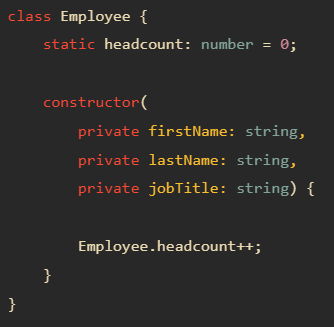 class Employee {
    static headcount: number = 0;

    constructor(
        private firstName: string,
        private lastName: string,
        private jobTitle: string) {

        Employee.headcount++;
    }
}